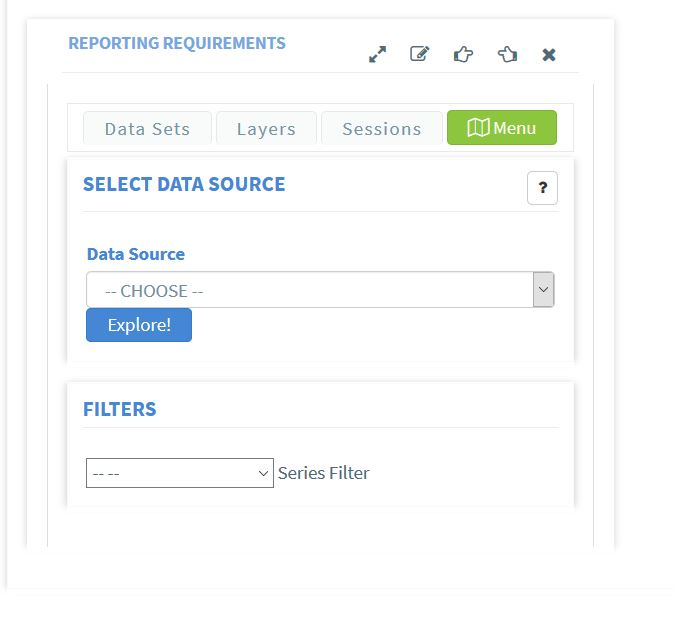 REPORTING REQUIREMENTS
Data Sets Layers Sessions Menu
SELECT DATA SOURCE ?
Data Source
-- CHOOSE --
Explore!
FILTERS
-- -- Series Filter